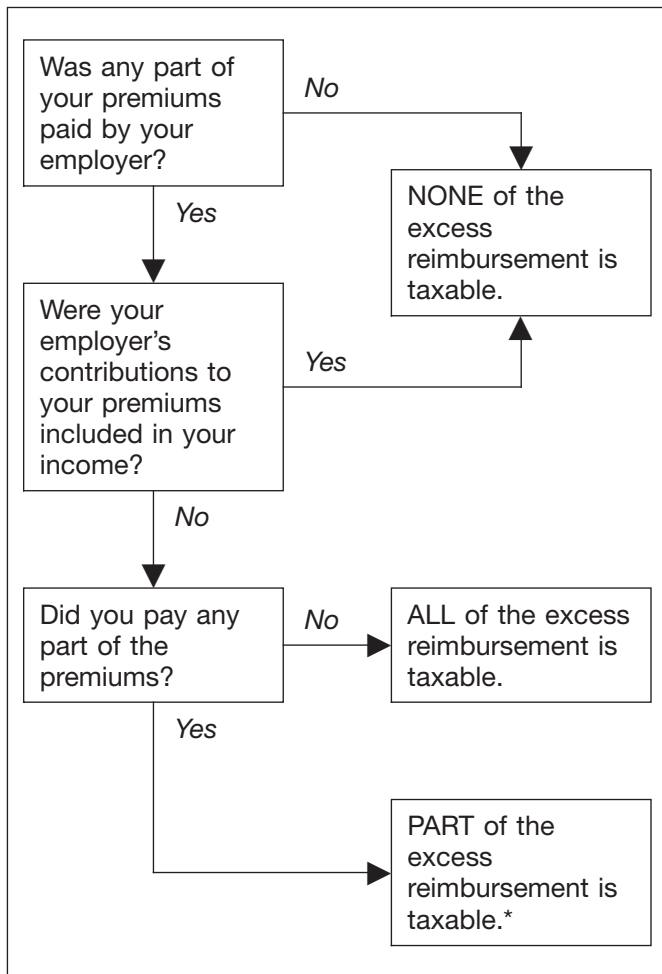 Was any part of
your premiums
paid by your
employer?
No
NONE of the
excess
reimbursement is
taxable.
Yes
Were your
employer’s
contributions to
your premiums
included in your
income?
Yes
No
Did you pay any
part of the
premiums?
No
ALL of the excess
reimbursement is
taxable.
Yes
PART of the
excess
reimbursement is
taxable.*